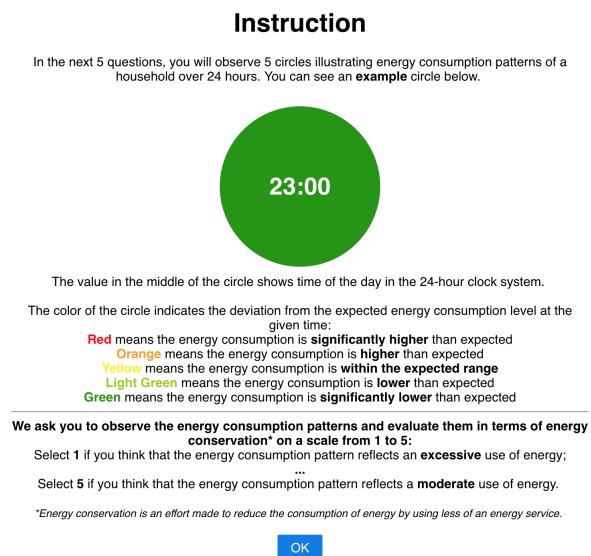 Instruction
In the next 5 questions, you will observe 5 circles illustrating energy consumption patterns of a
household over 24 hours. You can see an example circle below.
23:00
The value in the middle of the circle shows time of the day in the 24-hour clock system.
The color of the circle indicates the deviation from the expected energy consumption level at the
given time:
Red means the energy consumption is significantly higher than expected
Orange means the energy consumption is higher than expected
Yellow means the energy consumption is within the expected range
Light Green means the energy consumption is lower than expected
Green means the energy consumption is significantly lower than expected
We ask you to observe the energy consumption patterns and evaluate them in terms of energy
conservation* on a scale from 1 to 5:
Select 1 if you think that the energy consumption pattern reflects an excessive use of energy;
...
Select 5 if you think that the energy consumption pattern reflects a moderate use of energy.
*Energy conservation is an effort made to reduce the consumption of energy by using less of an energy service.
OK